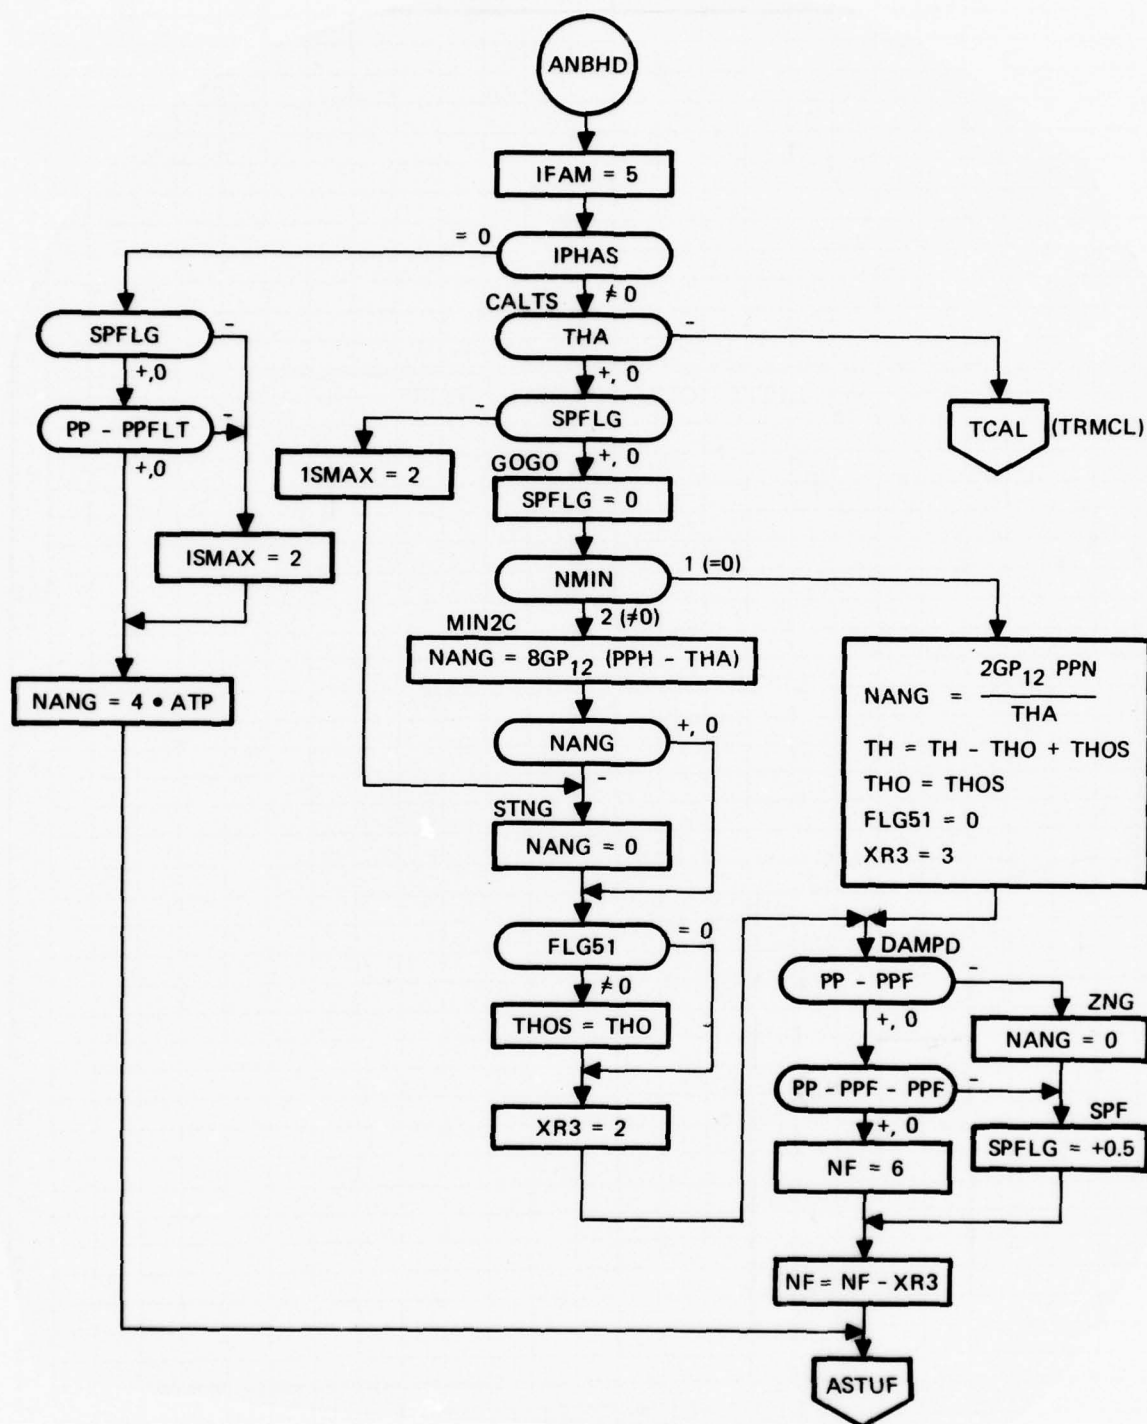 ANBHD
IFAM = 5
= 0
IPHAS
≠ 0
CALTS
THA
-
+, 0
SPFLG
-
+,0
PP - PPFLT
-
+,0
ISMAX = 2
NANG = 4 • ATP
SPFLG
-
+, 0
1SMAX = 2
TCAL
(TRMCL)
GOGO
SPFLG = 0
NMIN
1 (=0)
2 (≠0)
MIN2C
NANG = 8GP12 (PPH - THA)
NANG
+, 0
-
STNG
NANG = 0
FLG51
= 0
≠ 0
THOS = THO
-
XR3 = 2
NANG = 2GP12 PPN
THA
TH = TH - THO + THOS
THO = THOS
FLG51 = 0
XR3 = 3
DAMPD
PP - PPF
-
+, 0
ZNG
NANG = 0
PP - PPF - PPF
-
+, 0
SPF
SPFLG = +0.5
NF = 6
NF = NF - XR3
ASTUF